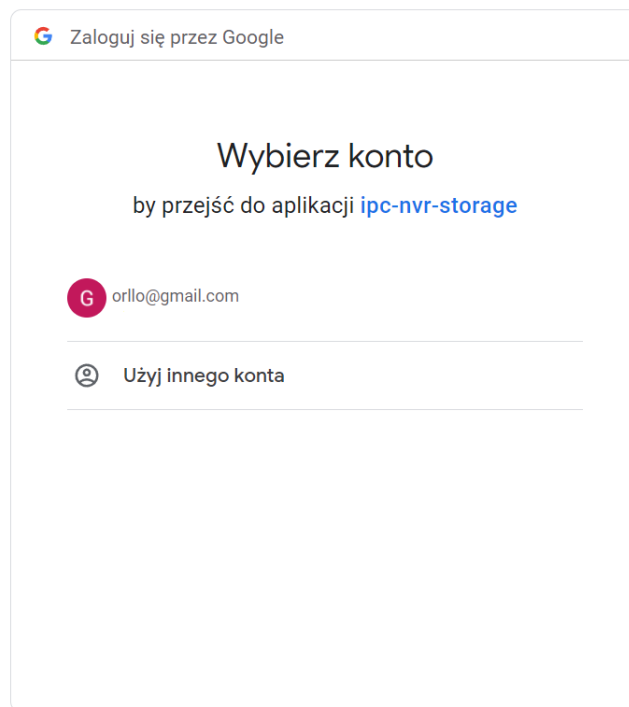 Zaloguj się przez Google
Wybierz konto
by przejść do aplikacji ipc-nvr-storage
G orllo@gmail.com
Użyj innego konta